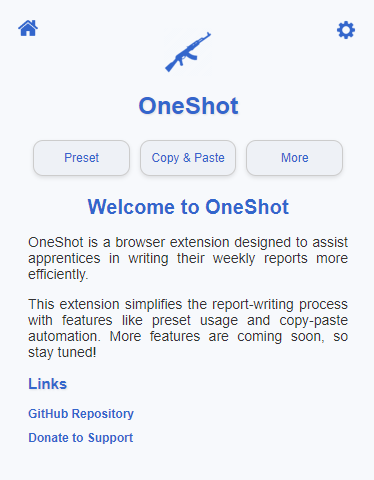 OneShot
Preset
Copy & Paste
More
Welcome to OneShot
OneShot is a browser extension designed to assist
apprentices in writing their weekly reports more
efficiently.
This extension simplifies the report-writing process
with features like preset usage and copy-paste
automation. More features are coming soon, so
stay tuned!
Links
GitHub Repository
Donate to Support